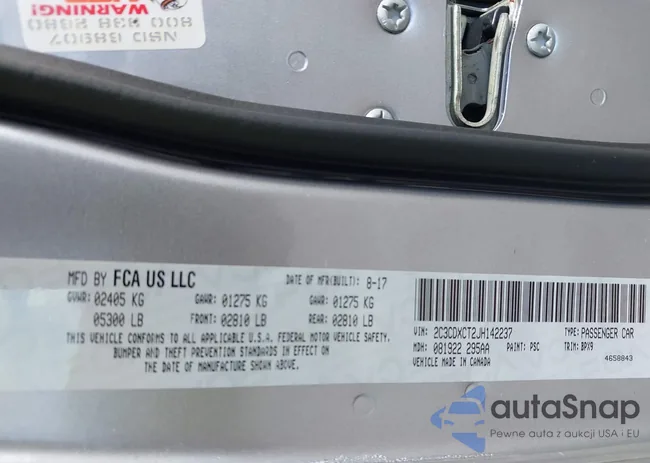 WARNING!
800 838 2880
NSD B8907
MFD BY FCA US LLC
DATE OF MFR(BUILT): 8-17
GVWR: 02405 KG GAWR: 01275 KG GAWR: 01275 KG
05300 LB FRONT: 02810 LB REAR: 02810 LB
THIS VEHICLE CONFORMS TO ALL APPLICABLE U.S.A. FEDERAL MOTOR VEHICLE SAFETY,
BUMPER AND THEFT PREVENTION STANDARDS IN EFFECT ON
THE DATE OF MANUFACTURE SHOWN ABOVE.
VIN: 2C3CDXCT2JH142237 TYPE: PASSENGER CAR
MDH: 081922 295AA PAINT: PSC TRIM: BPX9
VEHICLE MADE IN CANADA 46S8843
autaSnap
Pewne auta z aukcji USA i EU